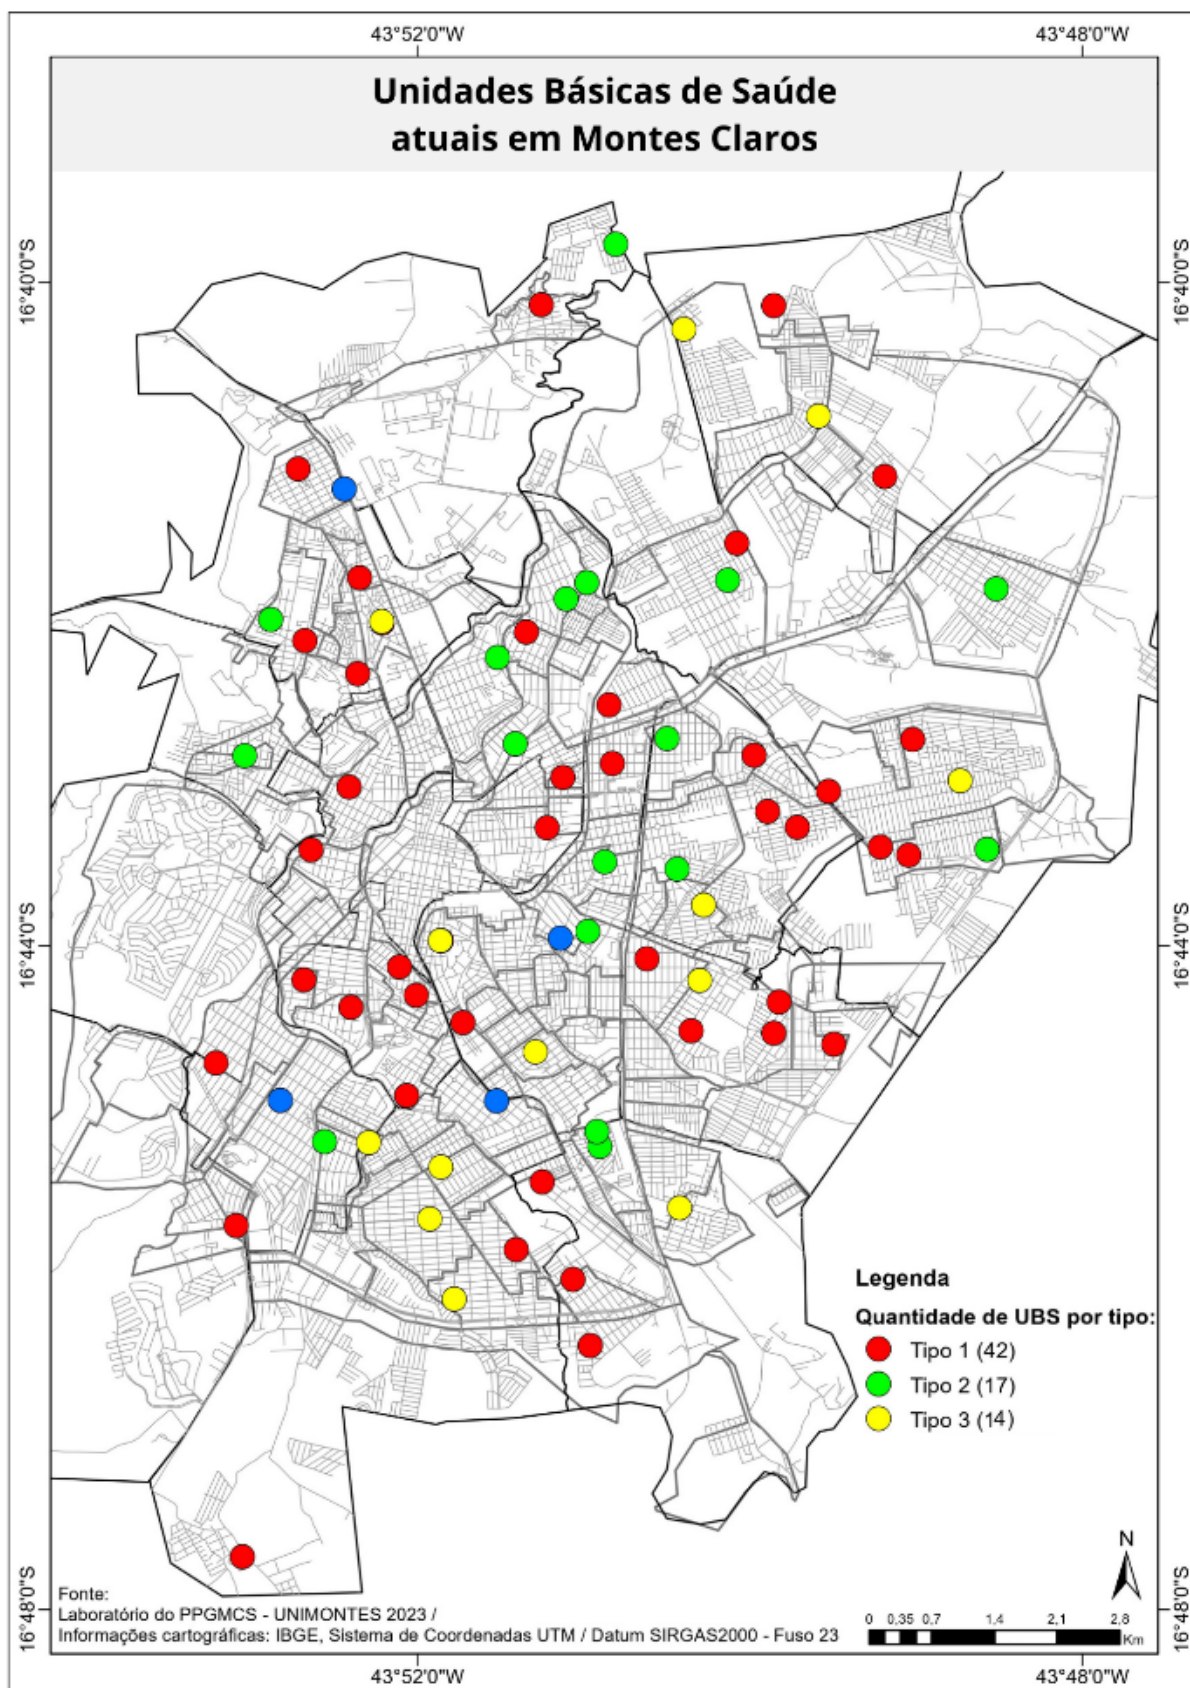 43°52'0"W
43°48'0"W
Unidades Básicas de Saúde
atuais em Montes Claros
16°40'0"S
16°40'0"S
16°44'0"S
16°44'0"S
Legenda
Quantidade de UBS por tipo:
Tipo 1 (42)
Tipo 2 (17)
Tipo 3 (14)
N
Fonte:
Laboratório do PPGMCS - UNIMONTES 2023 /
Informações cartográficas: IBGE, Sistema de Coordenadas UTM / Datum SIRGAS2000 - Fuso 23
0 0,35 0,7 1,4 2,1 2,8
Km
16°48'0"S
16°48'0"S
43°52'0"W
43°48'0"W